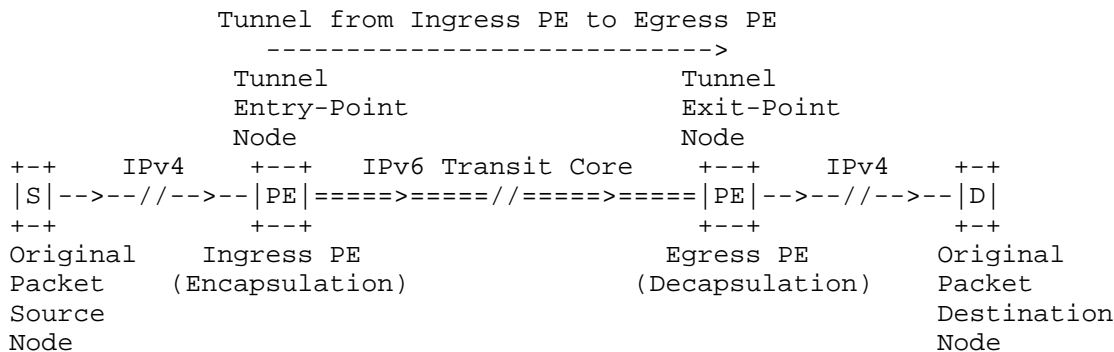 Tunnel from Ingress PE to Egress PE
---------------------------->
Tunnel                      Tunnel
Entry-Point                 Exit-Point
Node                        Node
+-+    IPv4    +--+   IPv6 Transit Core    +--+    IPv4    +-+
|S|-->--//-->--|PE|=====>=====//=====>=====|PE|-->--//-->--|D|
+-+            +--+                        +--+            +-+
Original    Ingress PE                   Egress PE     Original
Packet    (Encapsulation)              (Decapsulation)    Packet
Source                                                    Destination
Node                                                      Node